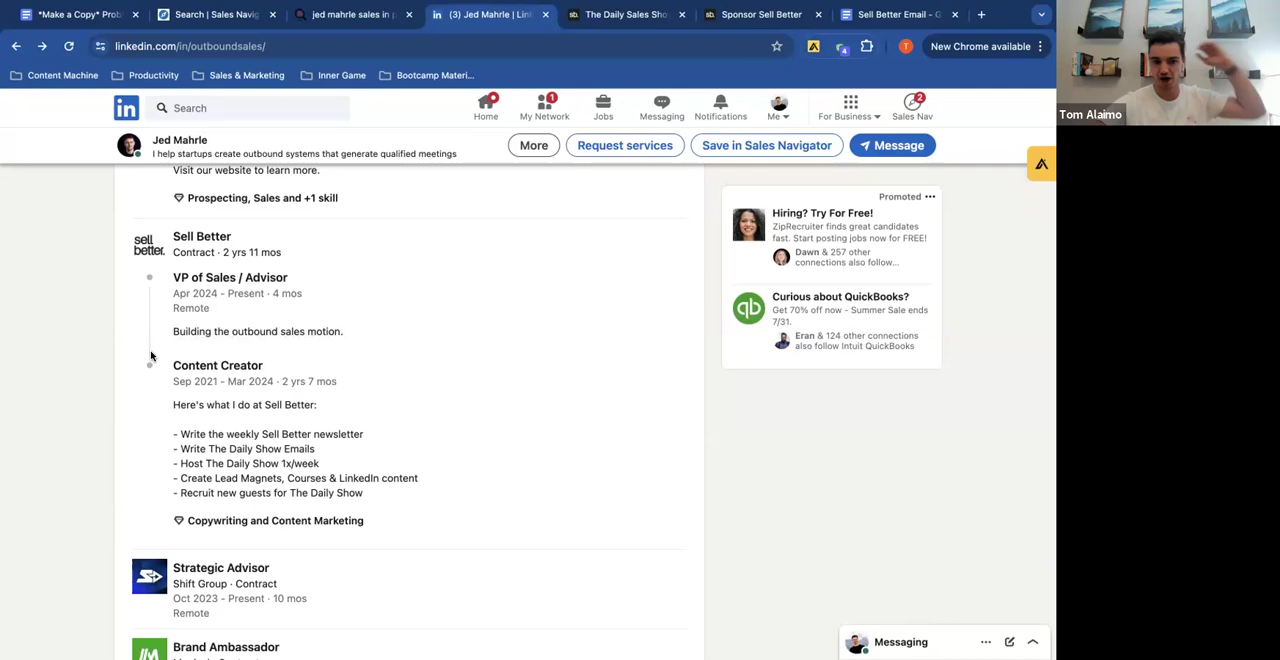 *Make a Copy* Prob
Search | Sales Navig
jed mahrle sales in p
(3) Jed Mahrle | Link
The Daily Sales Sho
Sponsor Sell Better
Sell Better Email - G
linkedin.com/in/outboundsales/
4
T
New Chrome available
Content Machine
Productivity
Sales & Marketing
Inner Game
Bootcamp Materi...
Tom Alaimo
in
Search
Home
1
My Network
Jobs
Messaging
Notifications
Me
For Business
2
Sales Nav
Jed Mahrle
I help startups create outbound systems that generate qualified meetings
More
Request services
Save in Sales Navigator
Message
Visit our website to learn more.
Prospecting, Sales and +1 skill
sell better.
Sell Better
Contract · 2 yrs 11 mos
VP of Sales / Advisor
Apr 2024 - Present · 4 mos
Remote
Building the outbound sales motion.
Content Creator
Sep 2021 - Mar 2024 · 2 yrs 7 mos
Here's what I do at Sell Better:
- Write the weekly Sell Better newsletter
- Write The Daily Show Emails
- Host The Daily Show 1x/week
- Create Lead Magnets, Courses & LinkedIn content
- Recruit new guests for The Daily Show
Copywriting and Content Marketing
Strategic Advisor
Shift Group · Contract
Oct 2023 - Present · 10 mos
Remote
Brand Ambassador
Promoted
Hiring? Try For Free!
ZipRecruiter finds great candidates
fast. Start posting jobs now for FREE!
Dawn & 257 other
connections also follow...
qb
Curious about QuickBooks?
Get 70% off now - Summer Sale ends
7/31.
Eran & 124 other connections
also follow Intuit QuickBooks
Messaging